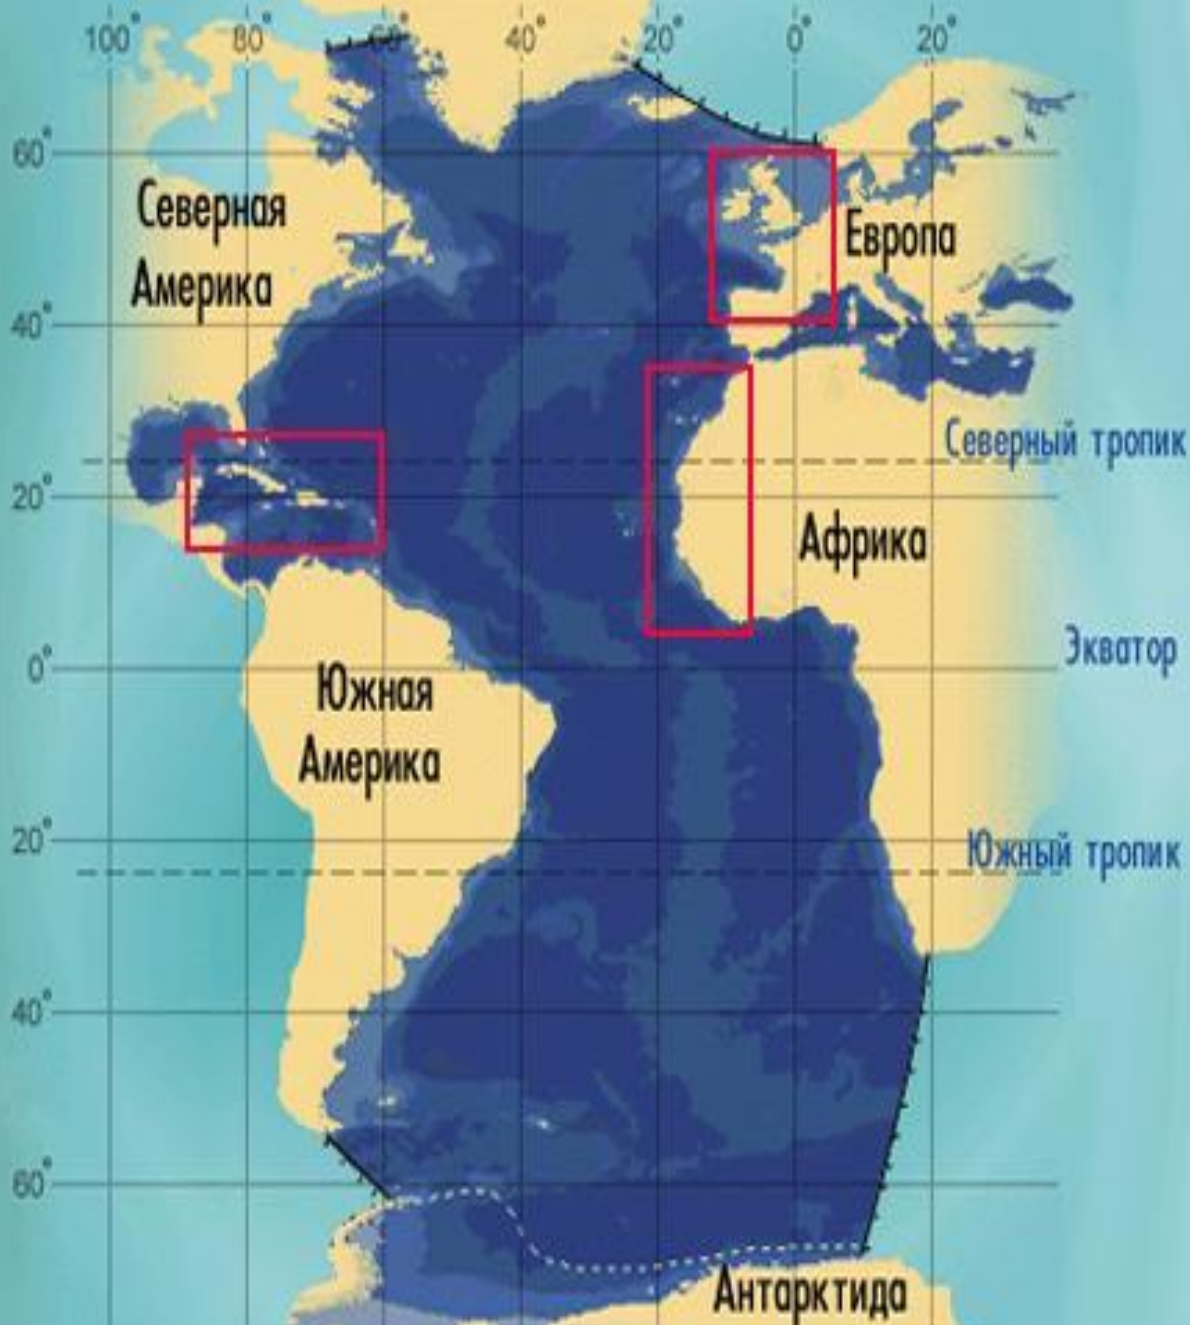 100° 80° 60° 40° 20° 0° 20°
60°
Северная
Америка
Европа
40°
Северный тропик
20°
Африка
Экватор
0°
Южная
Америка
20°
Южный тропик
40°
60°
Антарктида